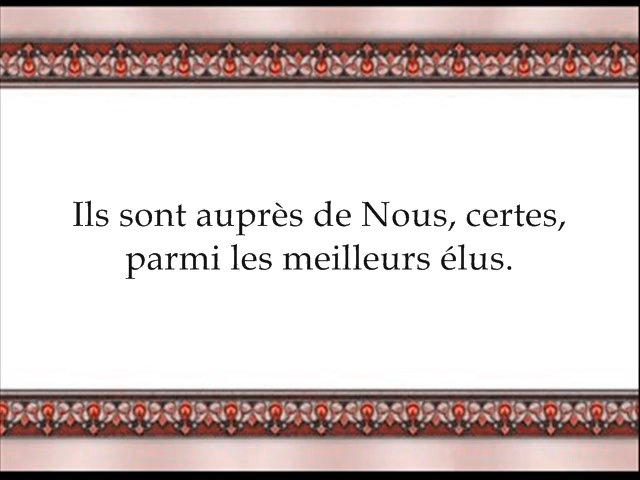 Ils sont auprès de Nous, certes,
parmi les meilleurs élus.